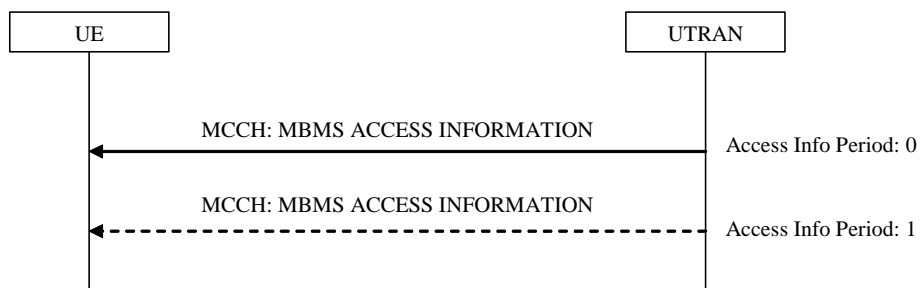 UE
UTRAN
MCCH: MBMS ACCESS INFORMATION
Access Info Period: 0
MCCH: MBMS ACCESS INFORMATION
Access Info Period: 1